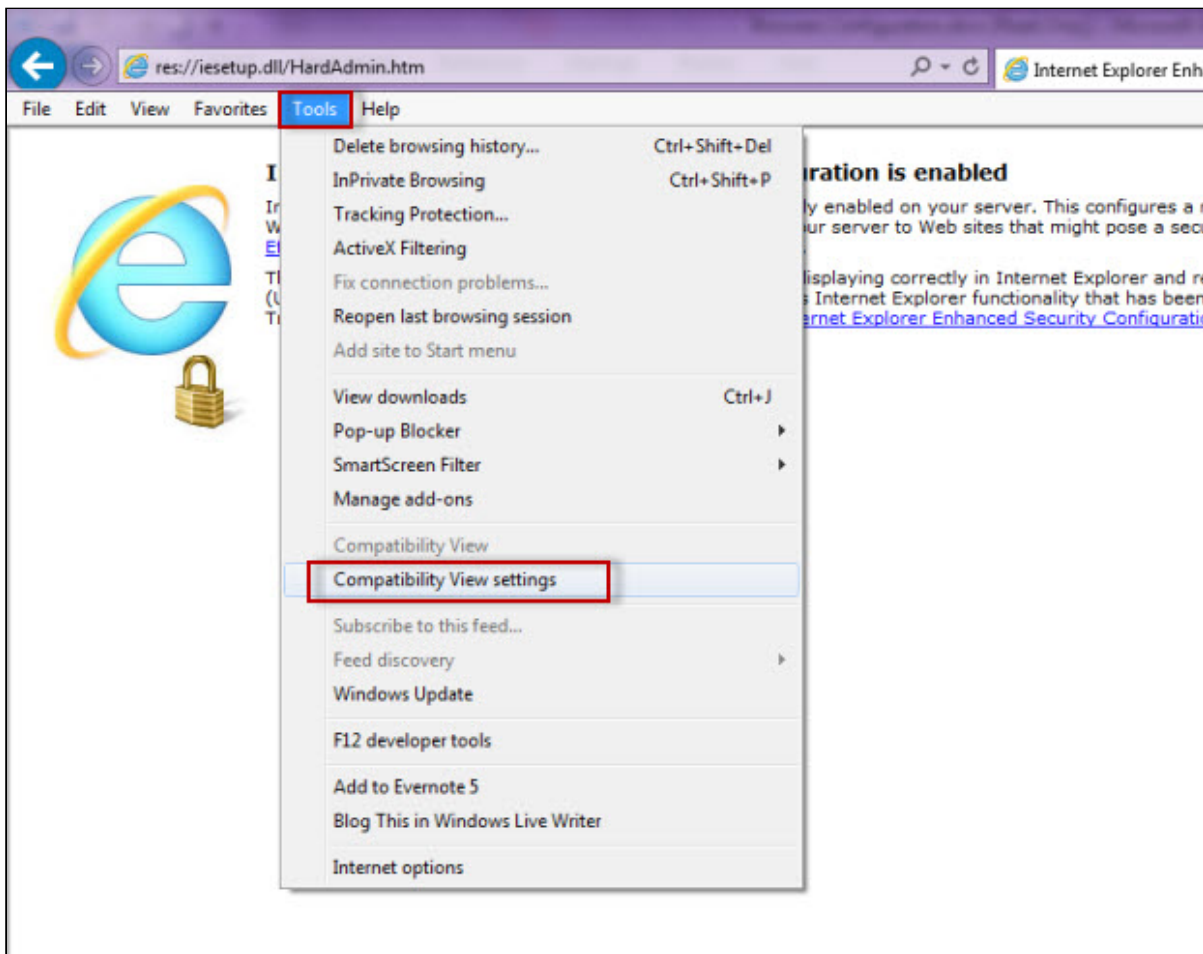 res://iesetup.dll/HardAdmin.htm
Internet Explorer Enh
File Edit View Favorites Tools Help
Delete browsing history... Ctrl+Shift+Del
InPrivate Browsing Ctrl+Shift+P
Tracking Protection...
ActiveX Filtering
Fix connection problems...
Reopen last browsing session
Add site to Start menu
View downloads Ctrl+J
Pop-up Blocker
SmartScreen Filter
Manage add-ons
Compatibility View
Compatibility View settings
Subscribe to this feed...
Feed discovery
Windows Update
F12 developer tools
Add to Evernote 5
Blog This in Windows Live Writer
Internet options
uration is enabled
ly enabled on your server. This configures a
ur server to Web sites that might pose a secu
isplaying correctly in Internet Explorer and re
s Internet Explorer functionality that has been
ernet Explorer Enhanced Security Configurati